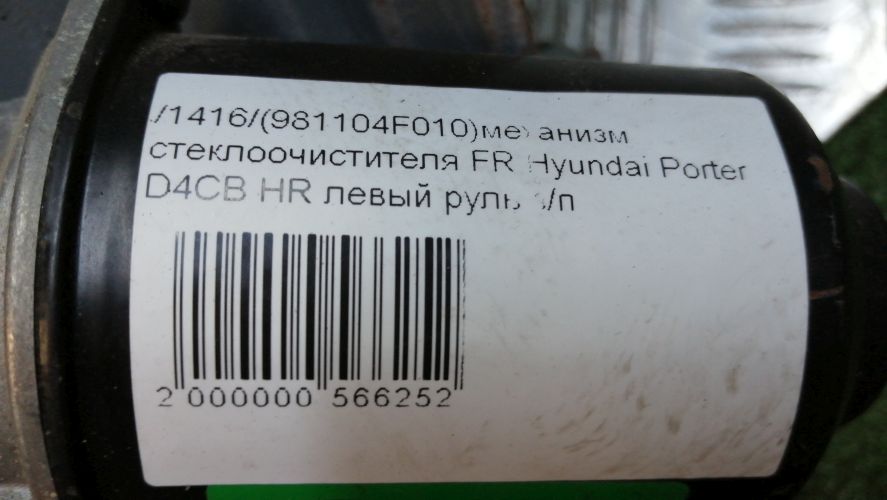 /1416/(981104F010)механизм
стеклоочистителя FR Hyundai Porter
D4CB HR левый руль /п
2 000000 566252